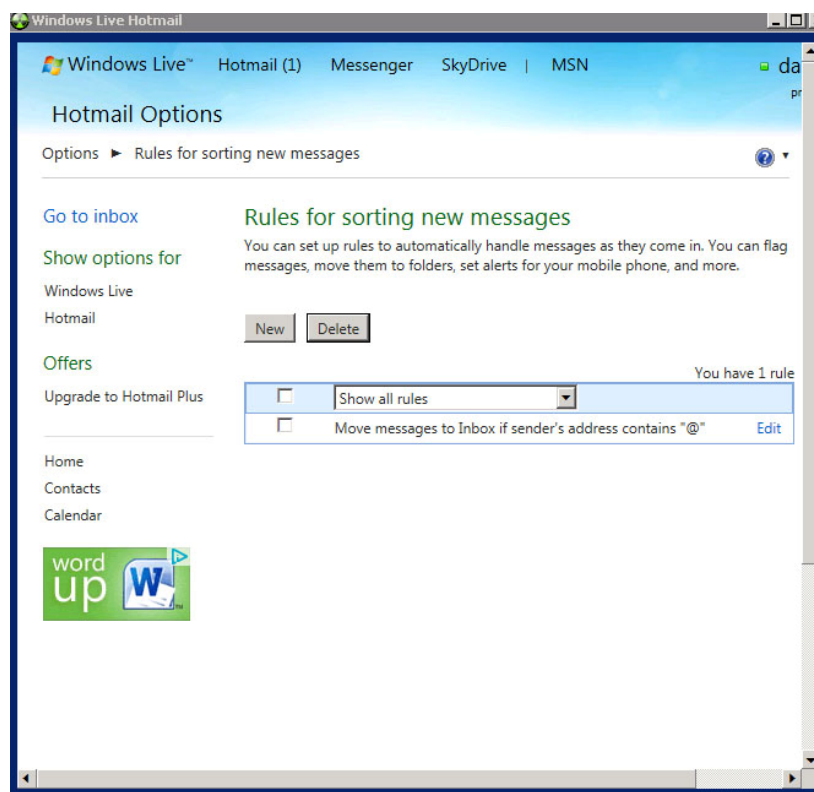 Windows Live Hotmail
Windows Live™ Hotmail (1) Messenger SkyDrive | MSN da
pr
Hotmail Options
Options ► Rules for sorting new messages
Go to inbox
Show options for
Windows Live
Hotmail
Offers
Upgrade to Hotmail Plus
Home
Contacts
Calendar
word
up W
Rules for sorting new messages
You can set up rules to automatically handle messages as they come in. You can flag
messages, move them to folders, set alerts for your mobile phone, and more.
New Delete
You have 1 rule
Show all rules
Move messages to Inbox if sender's address contains "@" Edit